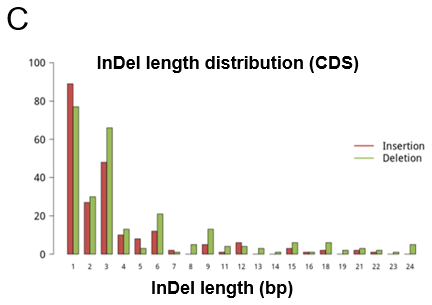 C
InDel length distribution (CDS)
100
80
60
40
20
0
Insertion
Deletion
1 2 3 4 5 6 7 8 9 11 12 13 14 15 16 18 19 21 22 23 24
InDel length (bp)